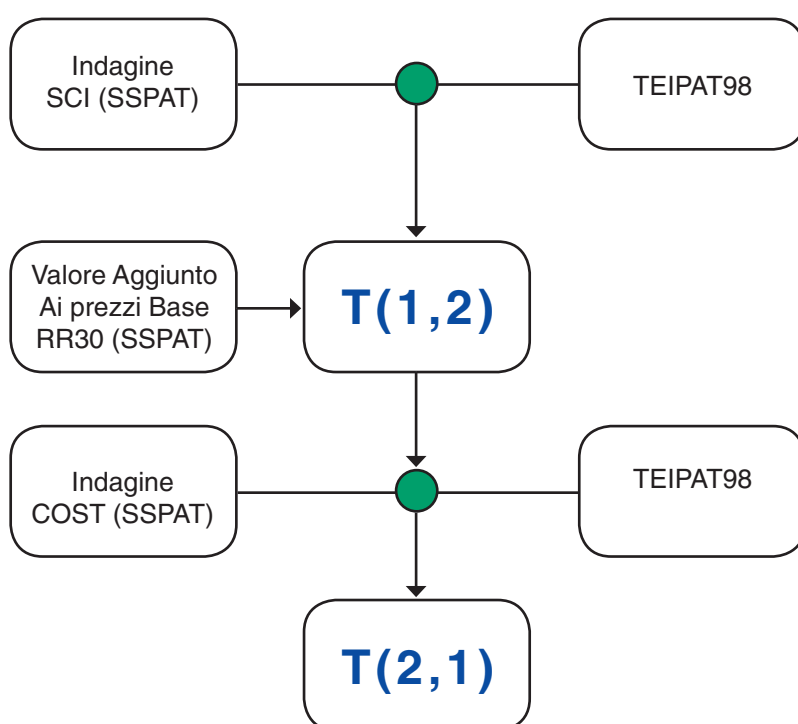 Indagine
SCI (SSPAT)
TEIPAT98
Valore Aggiunto
Ai prezzi Base
RR30 (SSPAT)
T(1,2)
Indagine
COST (SSPAT)
TEIPAT98
T(2,1)